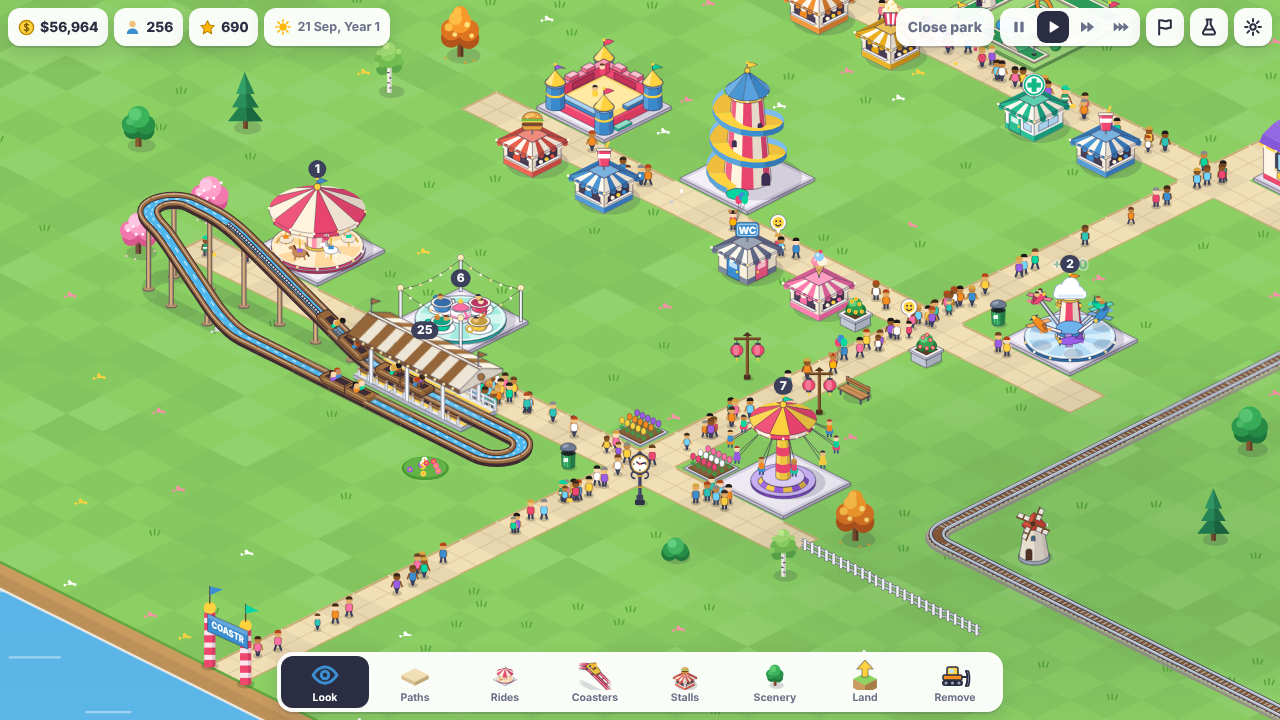 $56,964
256
690
21 Sep, Year 1
Close park
1
6
25
WC
2
7
COASTR
Look
Paths
Rides
Coasters
Stalls
Scenery
Land
Remove